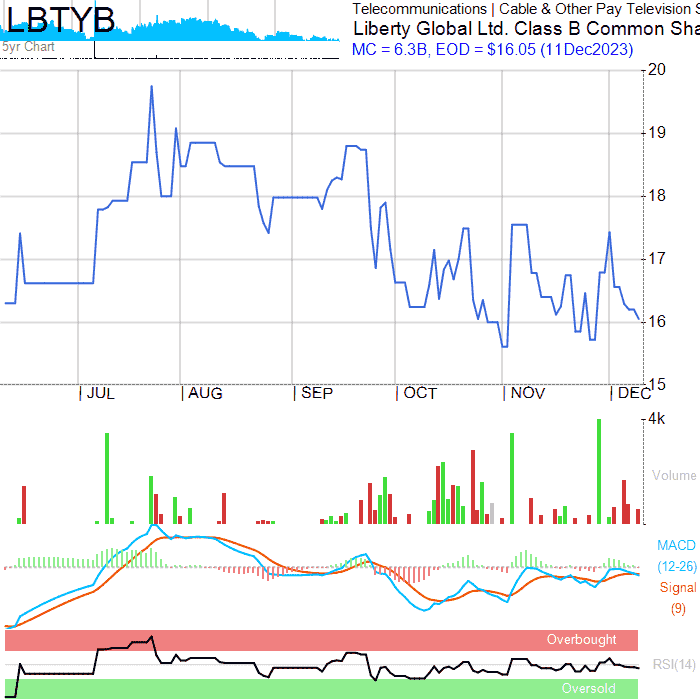 LBTYB
5yr Chart
Telecommunications | Cable & Other Pay Television S
Liberty Global Ltd. Class B Common Sha
MC = 6.3B, EOD = $16.05 (11Dec2023)
20
19
18
17
16
15
JUL AUG SEP OCT NOV DEC
4k
Volume
MACD
(12-26)
Signal
(9)
Overbought
RSI(14)
Oversold